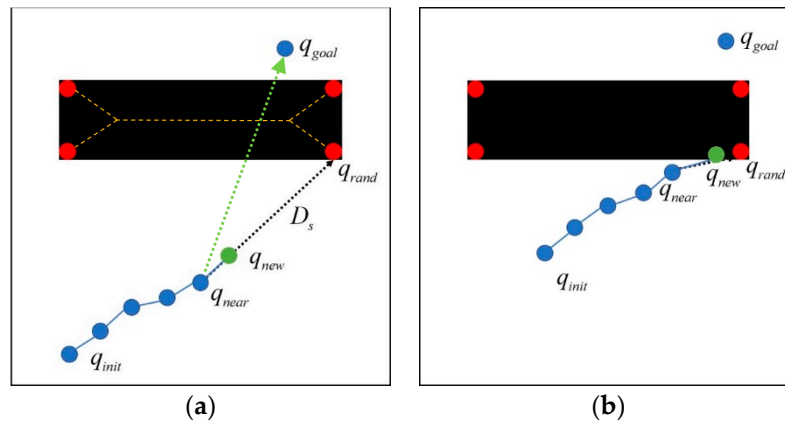 q_goal
q_rand
D_s
q_new
q_near
q_init
(a)
q_goal
q_new
q_rand
q_near
q_init
(b)